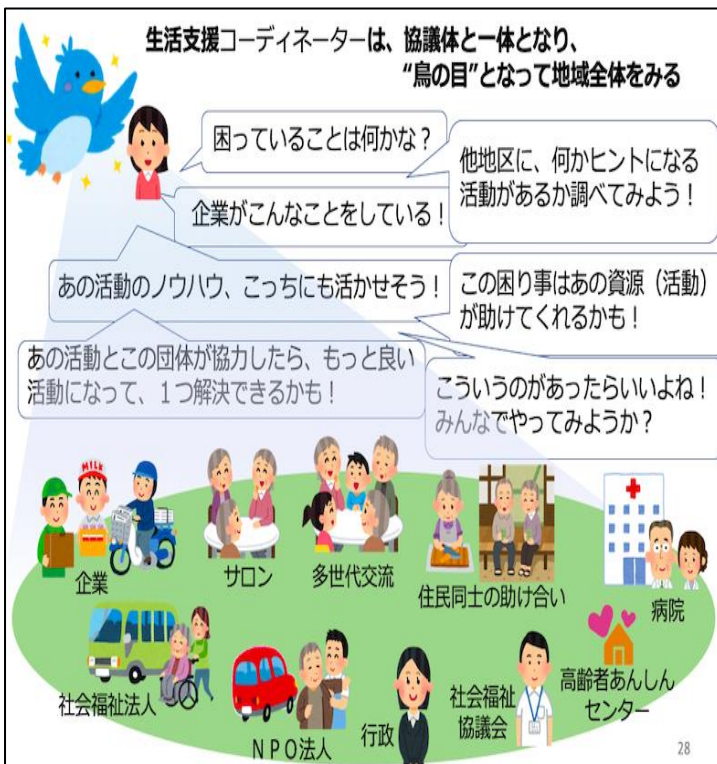 生活支援コーディネーターは、協議体と一体となり、
“鳥の目”となって地域全体をみる
困っていることは何かな？
他地区に、何かヒントになる
活動があるか調べてみよう！
企業がこんなことをしている！
あの活動のノウハウ、こっちにも活かせそう！
この困り事はあの資源（活動）
が助けてくれるかも！
あの活動とこの団体が協力したら、もっと良い
活動になって、１つ解決できるかも！
こういうのがあったらいいよね！
みんなでやってみようか？
MILK
企業
サロン
多世代交流
住民同士の助け合い
病院
社会福祉法人
ＮＰＯ法人
行政
社会福祉
協議会
高齢者あんしん
センター
28